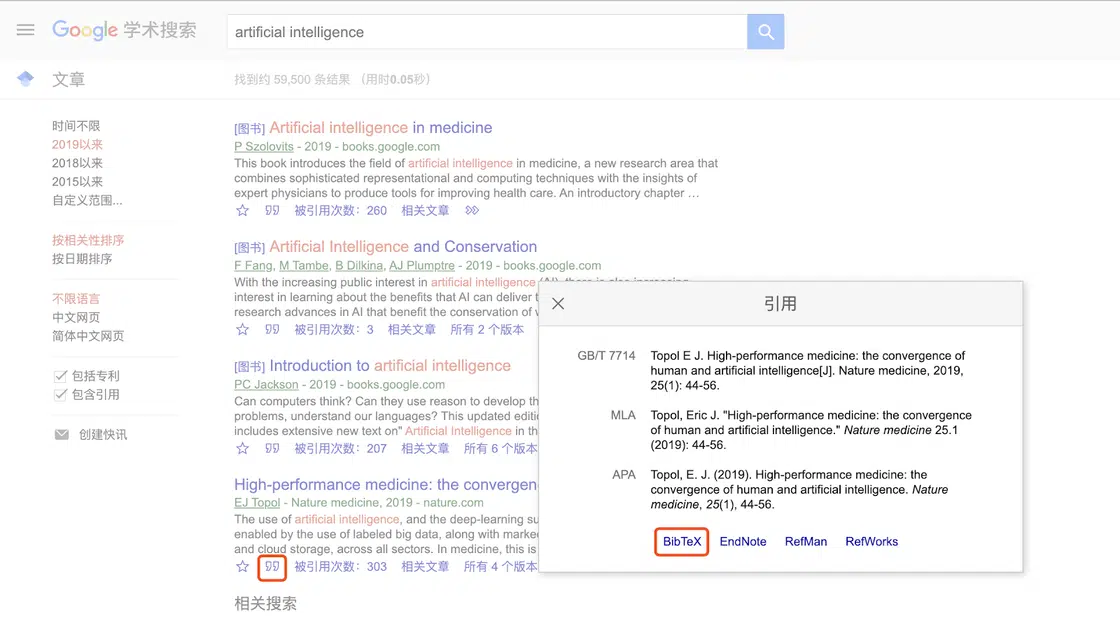 Google 学术搜索
artificial intelligence
文章
找到约 59,500 条结果 （用时0.05秒）
时间不限
2019以来
2018以来
2015以来
自定义范围...
按相关性排序
按日期排序
不限语言
中文网页
简体中文网页
包括专利
包含引用
创建快讯
[图书] Artificial intelligence in medicine
P Szolovits - 2019 - books.google.com
This book introduces the field of artificial intelligence in medicine, a new research area that
combines sophisticated representational and computing techniques with the insights of
expert physicians to produce tools for improving health care. An introductory chapter …
被引用次数：260 相关文章
[图书] Artificial Intelligence and Conservation
F Fang, M Tambe, B Dilkina, AJ Plumptre - 2019 - books.google.com
With the increasing public interest in artificial intelligence (AI), there is also increasing
interest in learning about the benefits that AI can deliver t
research advances in AI that benefit the conservation of w
被引用次数：3 相关文章 所有 2 个版本
[图书] Introduction to artificial intelligence
PC Jackson - 2019 - books.google.com
Can computers think? Can they use reason to develop th
problems, understand our languages? This updated editi
includes extensive new text on" Artificial Intelligence in th
被引用次数：207 相关文章 所有 6 个版本
High-performance medicine: the convergen
EJ Topol - Nature medicine, 2019 - nature.com
The use of artificial intelligence, and the deep-learning su
enabled by the use of labeled big data, along with marke
and cloud storage, across all sectors. In medicine, this is
被引用次数：303 相关文章 所有 4 个版本
相关搜索
引用
GB/T 7714 Topol E J. High-performance medicine: the convergence of
human and artificial intelligence[J]. Nature medicine, 2019,
25(1): 44-56.
MLA Topol, Eric J. "High-performance medicine: the convergence
of human and artificial intelligence." Nature medicine 25.1
(2019): 44-56.
APA Topol, E. J. (2019). High-performance medicine: the
convergence of human and artificial intelligence. Nature
medicine, 25(1), 44-56.
BibTeX EndNote RefMan RefWorks